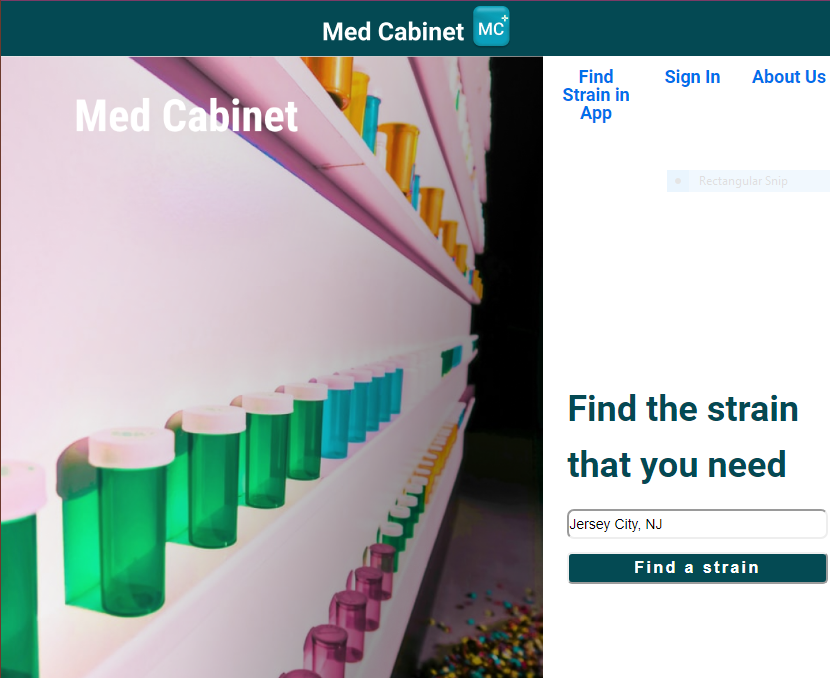 Med Cabinet MC+
Med Cabinet
Find
Strain in
App
Sign In
About Us
Rectangular Snip
Find the strain
that you need
Jersey City, NJ
Find a strain